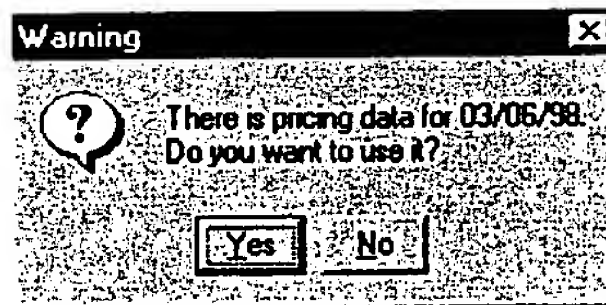 Warning
There is pricing data for 03/06/98.
Do you want to use it?
Yes No